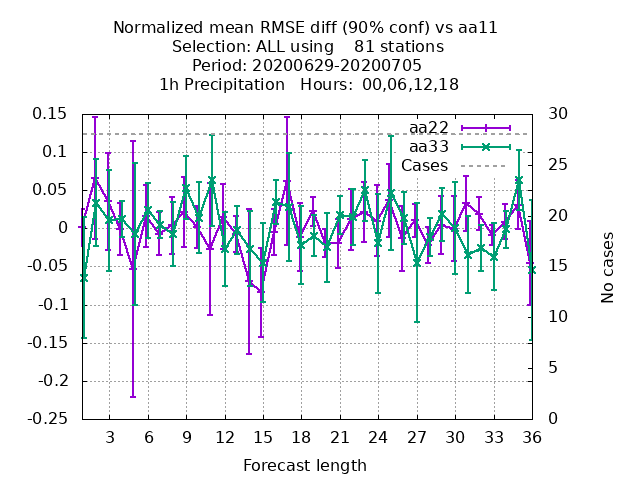 Normalized mean RMSE diff (90% conf) vs aa11
Selection: ALL using    81 stations
Period: 20200629-20200705
1h Precipitation   Hours:  00,06,12,18
0.15 30
aa22
0.1 aa33 25
Cases
0.05 20
0
-0.05 15
-0.1 10
-0.15
-0.2 5
-0.25 0
No cases
3 6 9 12 15 18 21 24 27 30 33 36
Forecast length